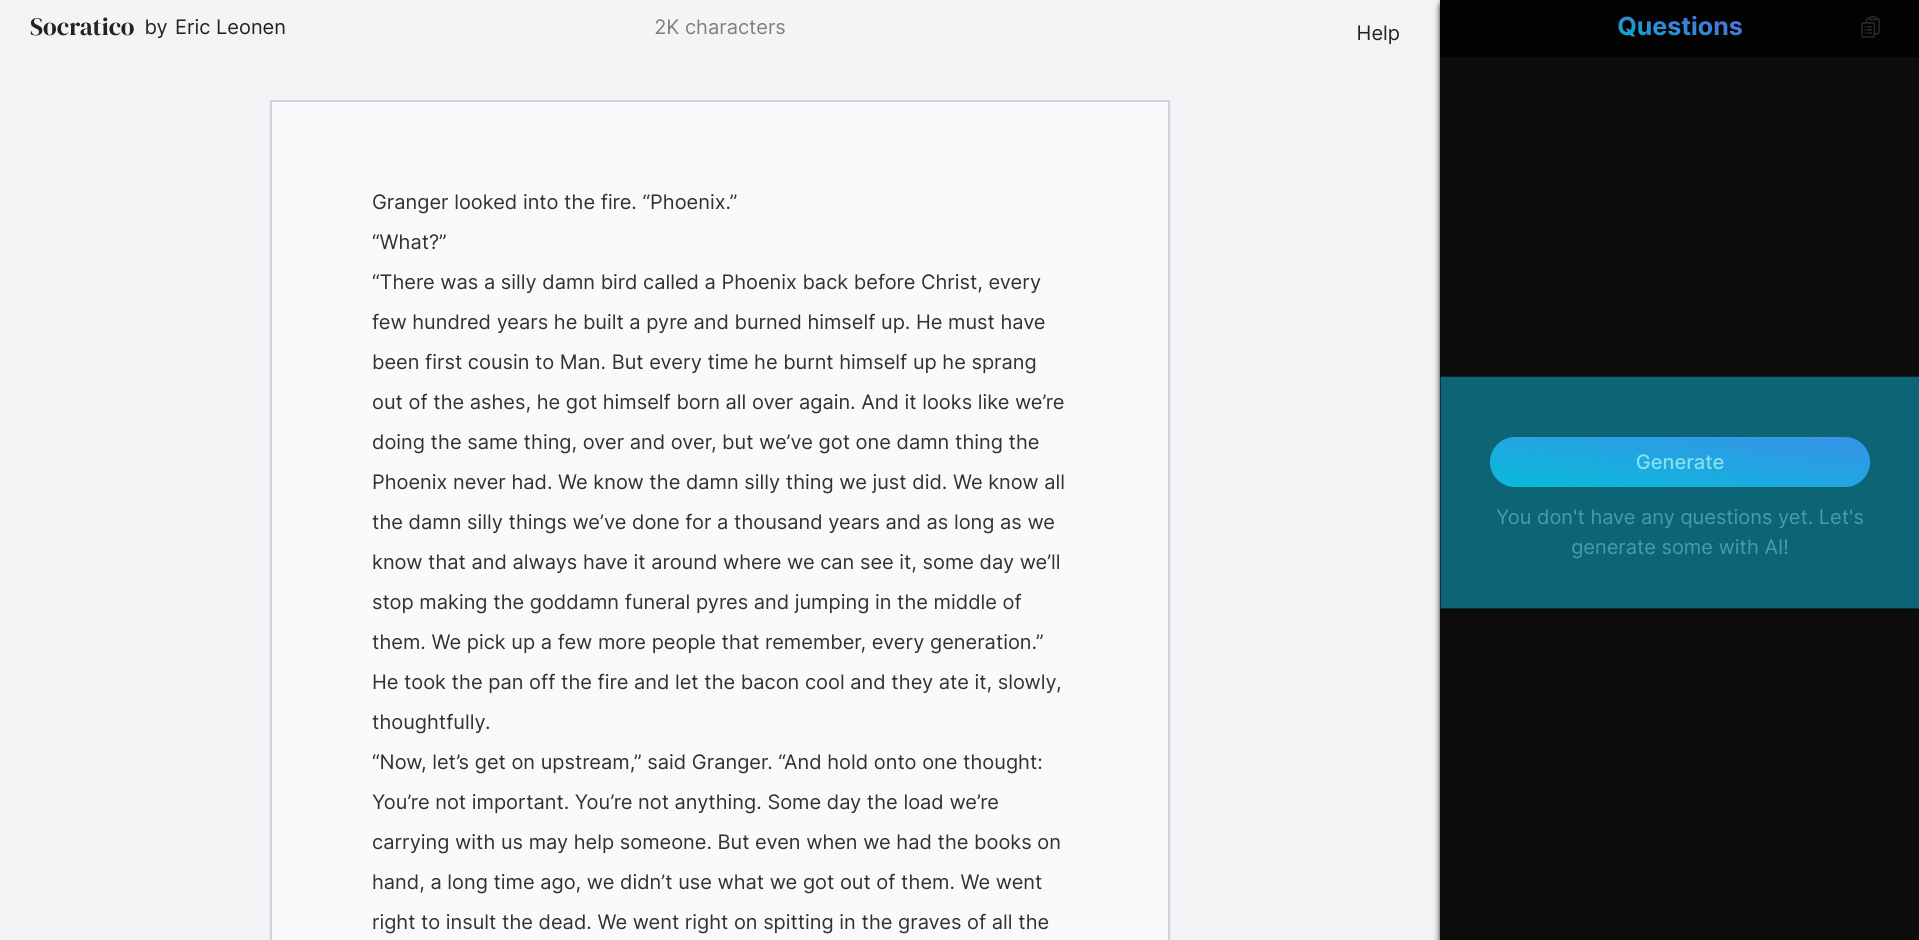 Socratico by Eric Leonen
2K characters
Help
Questions
Granger looked into the fire. “Phoenix.”
“What?”
“There was a silly damn bird called a Phoenix back before Christ, every
few hundred years he built a pyre and burned himself up. He must have
been first cousin to Man. But every time he burnt himself up he sprang
out of the ashes, he got himself born all over again. And it looks like we’re
doing the same thing, over and over, but we’ve got one damn thing the
Phoenix never had. We know the damn silly thing we just did. We know all
the damn silly things we’ve done for a thousand years and as long as we
know that and always have it around where we can see it, some day we’ll
stop making the goddamn funeral pyres and jumping in the middle of
them. We pick up a few more people that remember, every generation.”
He took the pan off the fire and let the bacon cool and they ate it, slowly,
thoughtfully.
“Now, let’s get on upstream,” said Granger. “And hold onto one thought:
You’re not important. You’re not anything. Some day the load we’re
carrying with us may help someone. But even when we had the books on
hand, a long time ago, we didn’t use what we got out of them. We went
right to insult the dead. We went right on spitting in the graves of all the
Generate
You don't have any questions yet. Let's
generate some with AI!